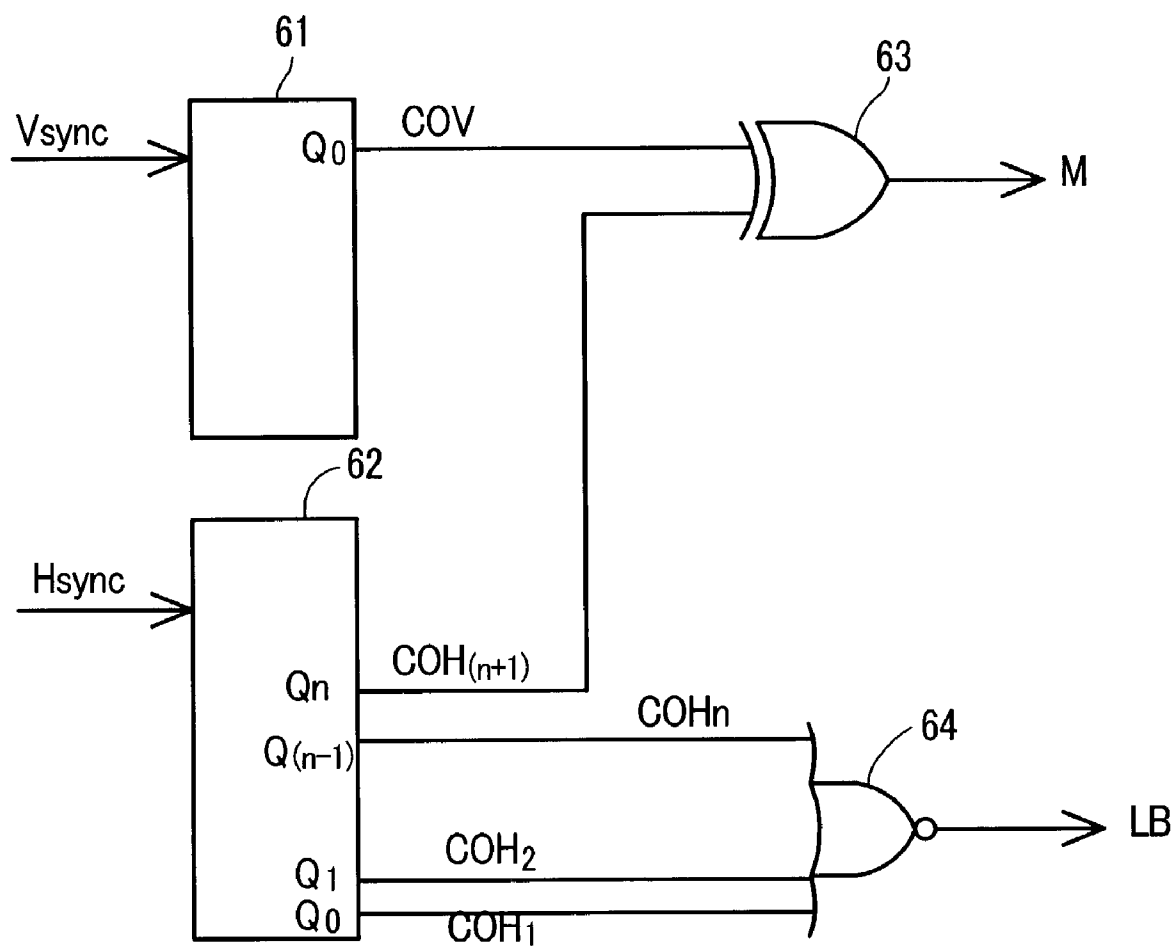 61
63
Vsync
Q0
COV
M
62
Hsync
Qn
COH(n+1)
Q(n-1)
COHn
64
LB
Q1
COH2
Q0
COH1